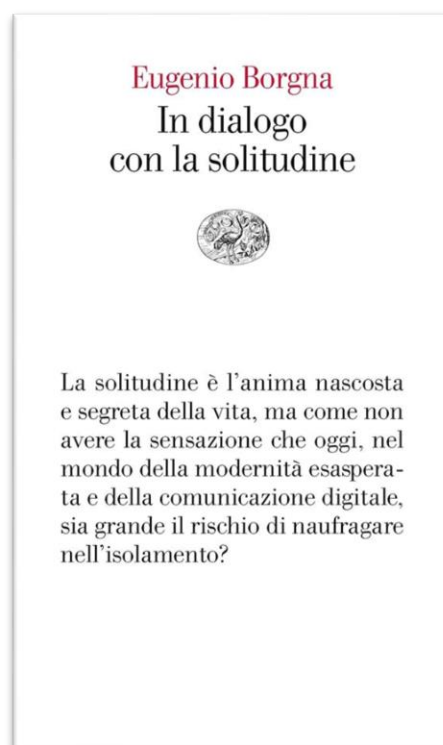 Eugenio Borgna
In dialogo
con la solitudine
La solitudine è l’anima nascosta
e segreta della vita, ma come non
avere la sensazione che oggi, nel
mondo della modernità esaspera-
ta e della comunicazione digitale,
sia grande il rischio di naufragare
nell’isolamento?